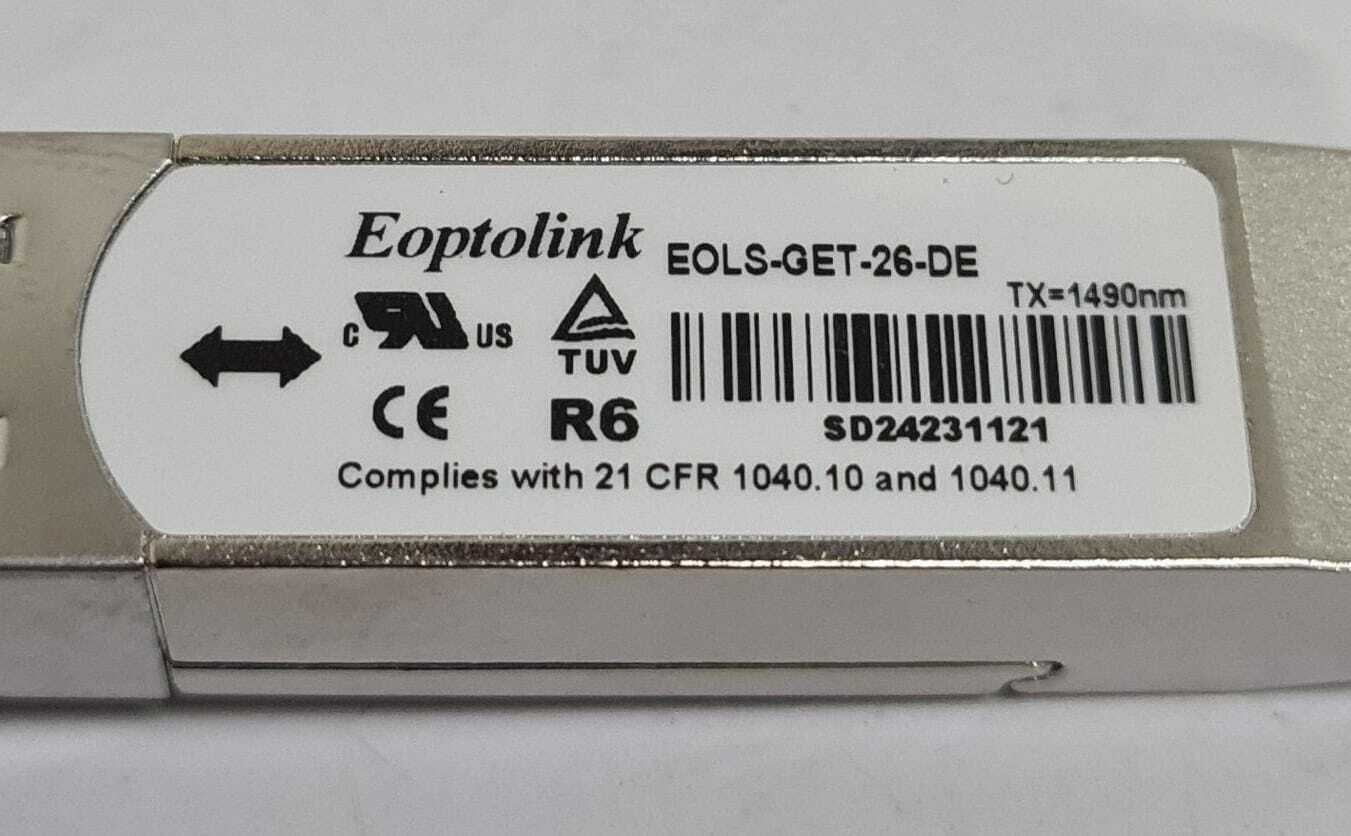 Eoptolink EOLS-GET-26-DE
TX=1490nm
c RU US
TUV
CE R6
SD24231121
Complies with 21 CFR 1040.10 and 1040.11